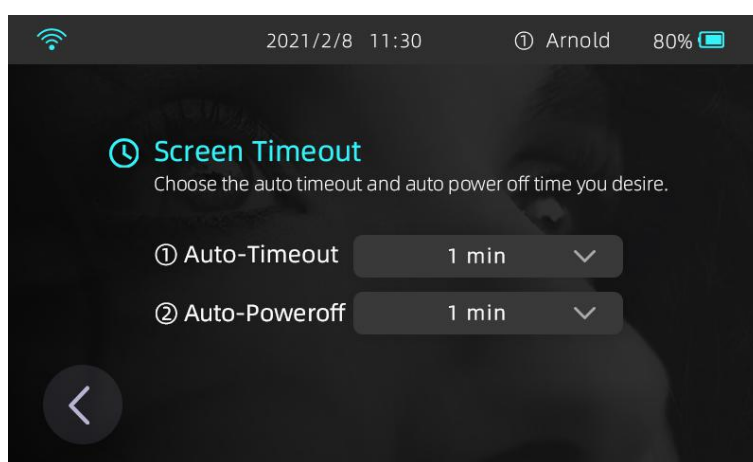 2021/2/8 11:30 ① Arnold 80%
Screen Timeout
Choose the auto timeout and auto power off time you desire.
① Auto-Timeout 1 min
② Auto-Poweroff 1 min